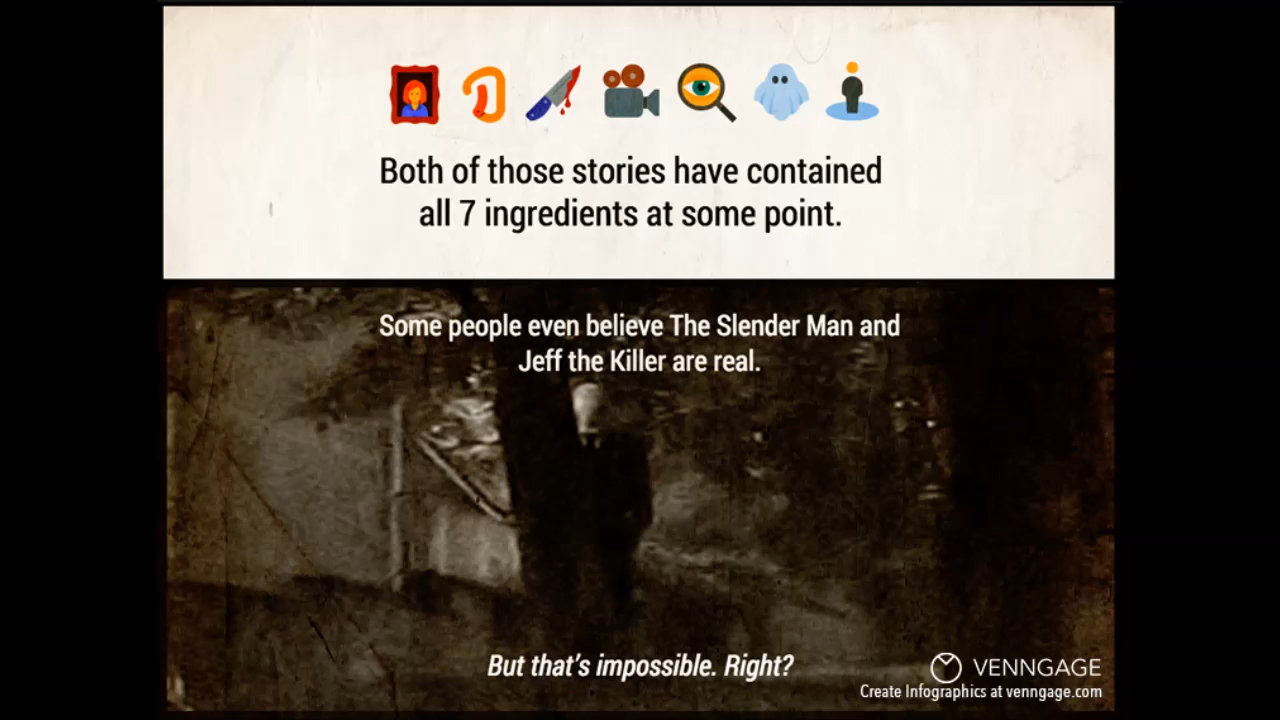 Both of those stories have contained
all 7 ingredients at some point.
Some people even believe The Slender Man and
Jeff the Killer are real.
But that's impossible. Right?
VENNGAGE
Create Infographics at venngage.com